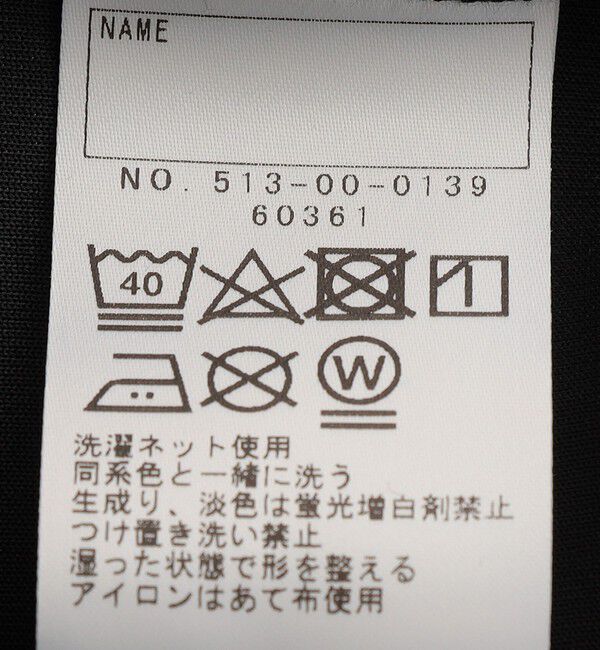 NAME
NO. 513-00-0139
60361
40
W
洗濯ネット使用
同系色と一緒に洗う
生成り、淡色は蛍光増白剤禁止
つけ置き洗い禁止
湿った状態で形を整える
アイロンはあて布使用